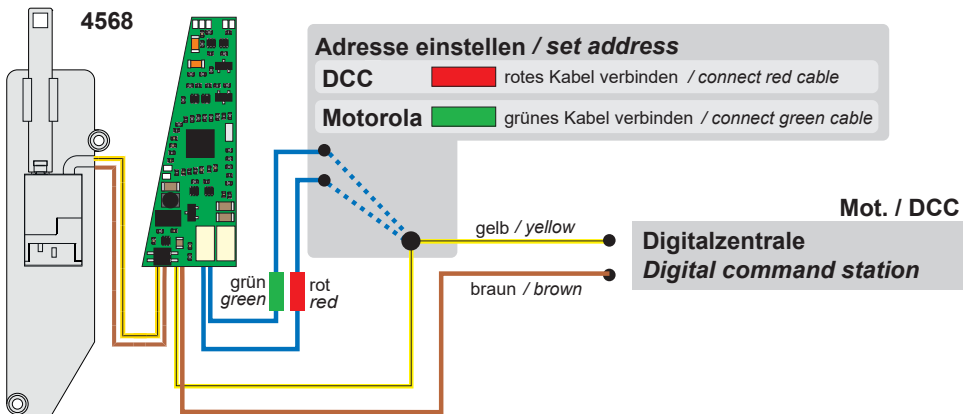 4568
Adresse einstellen / set address
DCC rotes Kabel verbinden / connect red cable
Motorola grünes Kabel verbinden / connect green cable
gelb / yellow
Mot. / DCC
Digitalzentrale
Digital command station
braun / brown
grün
green
rot
red